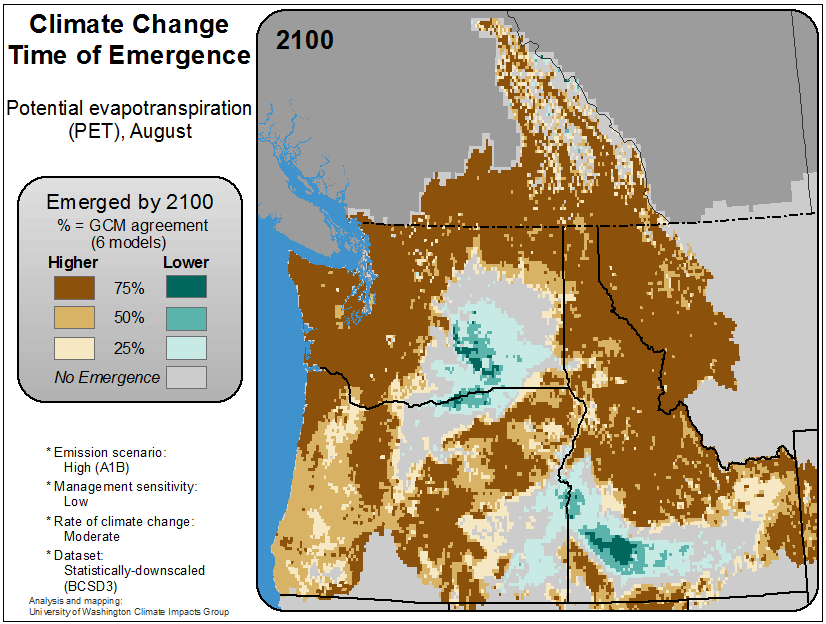 Climate Change
Time of Emergence
Potential evapotranspiration
(PET), August
2100
Emerged by 2100
% = GCM agreement
(6 models)
Higher Lower
75%
50%
25%
No Emergence
* Emission scenario:
High (A1B)
* Management sensitivity:
Low
* Rate of climate change:
Moderate
* Dataset:
Statistically-downscaled
(BCSD3)
Analysis and mapping:
University of Washington Climate Impacts Group